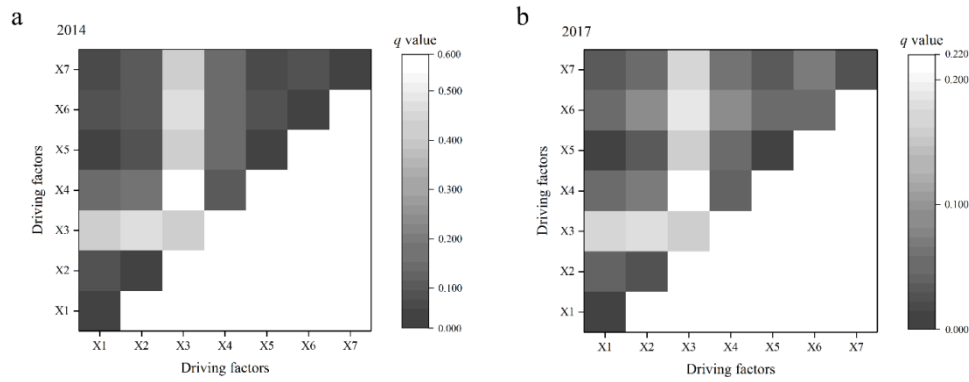 a
2014
q value
0.600
0.500
0.400
0.300
0.200
0.100
0.000
X7
X6
X5
X4
X3
X2
X1
Driving factors
X1 X2 X3 X4 X5 X6 X7
Driving factors
b
2017
q value
0.220
0.200
0.100
0.000
X7
X6
X5
X4
X3
X2
X1
Driving factors
X1 X2 X3 X4 X5 X6 X7
Driving factors